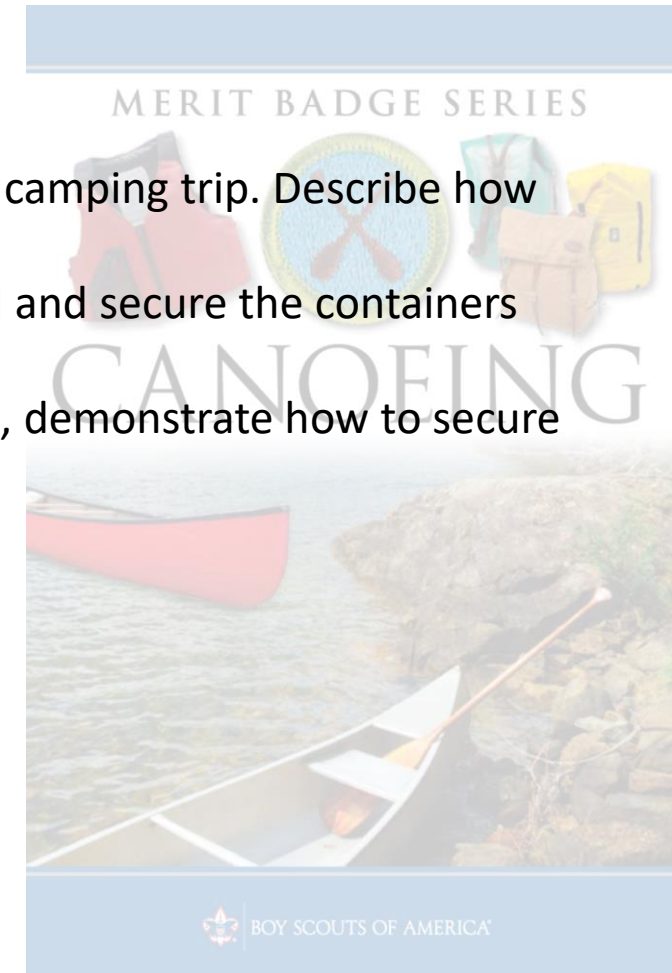 MERIT BADGE SERIES
camping trip. Describe how
and secure the containers
CANOEING
, demonstrate how to secure
BOY SCOUTS OF AMERICA